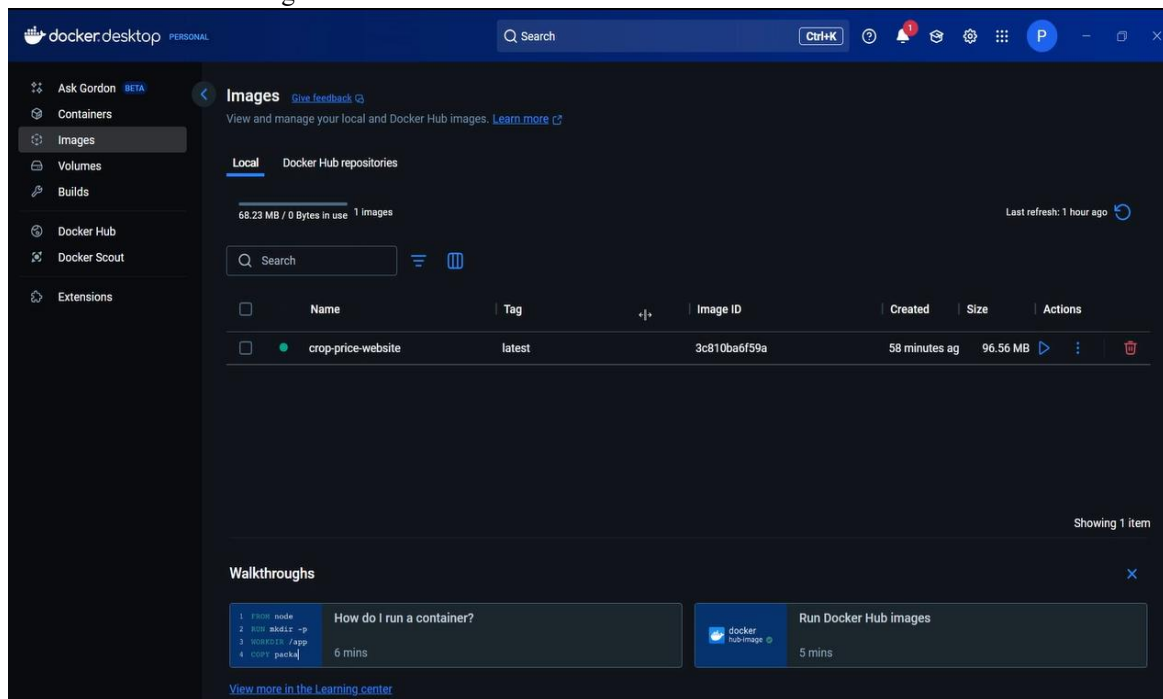 docker.desktop PERSONAL
Search
Ctrl+K
1
P
Ask Gordon BETA
Containers
Images
Volumes
Builds
Docker Hub
Docker Scout
Extensions
Images Give feedback
View and manage your local and Docker Hub images. Learn more
Local Docker Hub repositories
68.23 MB / 0 Bytes in use 1 images
Last refresh: 1 hour ago
Search
Name Tag Image ID Created Size Actions
crop-price-website latest 3c810ba6f59a 58 minutes ag 96.56 MB
Showing 1 item
Walkthroughs
1 FROM node
2 RUN mkdir -p
3 WORKDIR /app
4 COPY packa
How do I run a container?
6 mins
docker
hub-image
Run Docker Hub images
5 mins
View more in the Learning center